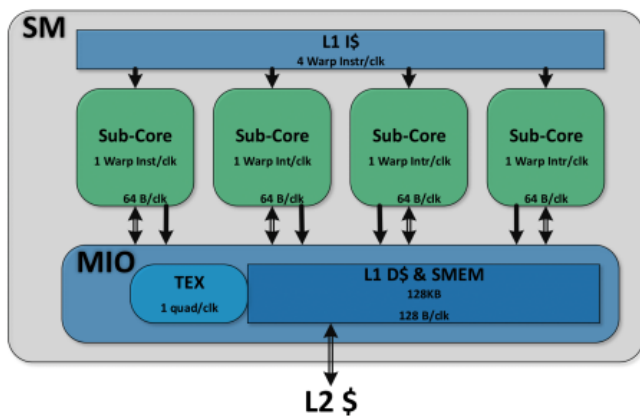 SM
L1 I$
4 Warp Instr/clk
Sub-Core
1 Warp Inst/clk
64 B/clk
Sub-Core
1 Warp Int/clk
64 B/clk
Sub-Core
1 Warp Intr/clk
64 B/clk
Sub-Core
1 Warp Intr/clk
64 B/clk
MIO
TEX
1 quad/clk
L1 D$ & SMEM
128KB
128 B/clk
L2 $